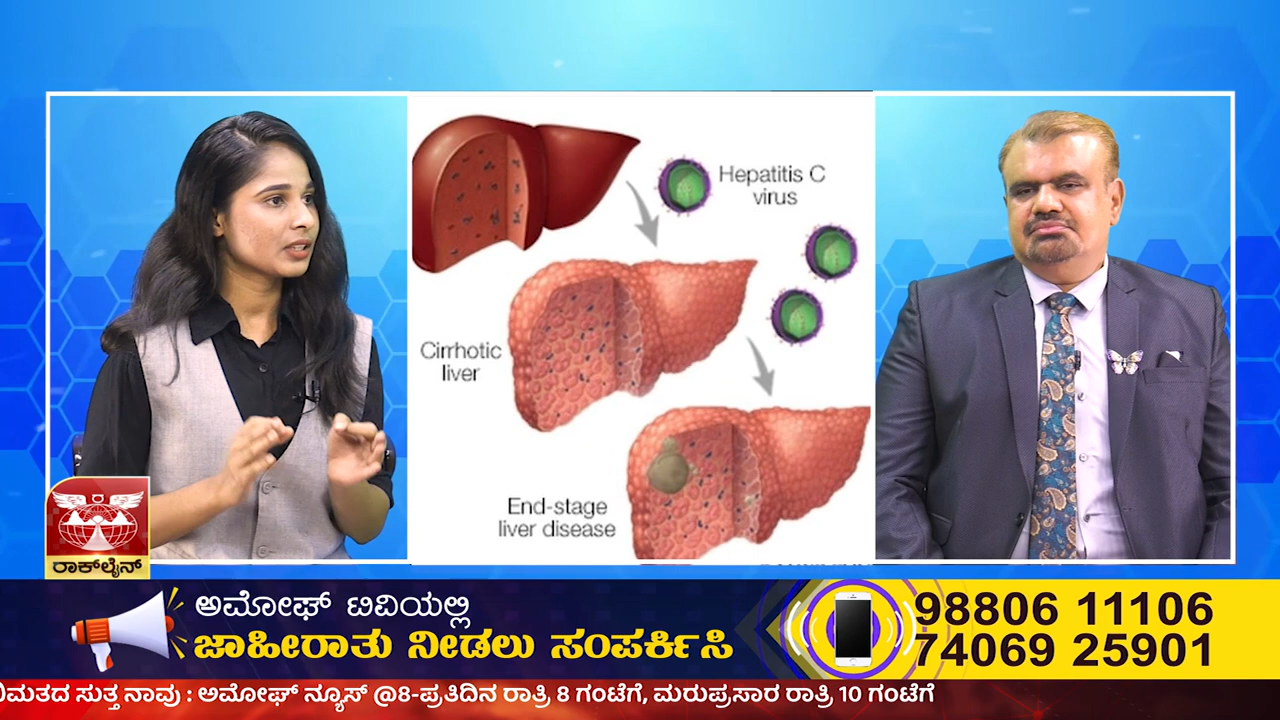 Hepatitis C
virus
Cirrhotic
liver
End-stage
liver disease
ರಾಕ್‌ಲೈನ್
ಅಮೋಘ್ ಟಿವಿಯಲ್ಲಿ
ಜಾಹೀರಾತು ನೀಡಲು ಸಂಪರ್ಕಿಸಿ
98806 11106
74069 25901
ಿಮತದ ಸುತ್ತ ನಾವು : ಅಮೋಘ್ ನ್ಯೂಸ್ @8-ಪ್ರತಿದಿನ ರಾತ್ರಿ 8 ಗಂಟೆಗೆ, ಮರುಪ್ರಸಾರ ರಾತ್ರಿ 10 ಗಂಟೆಗೆ